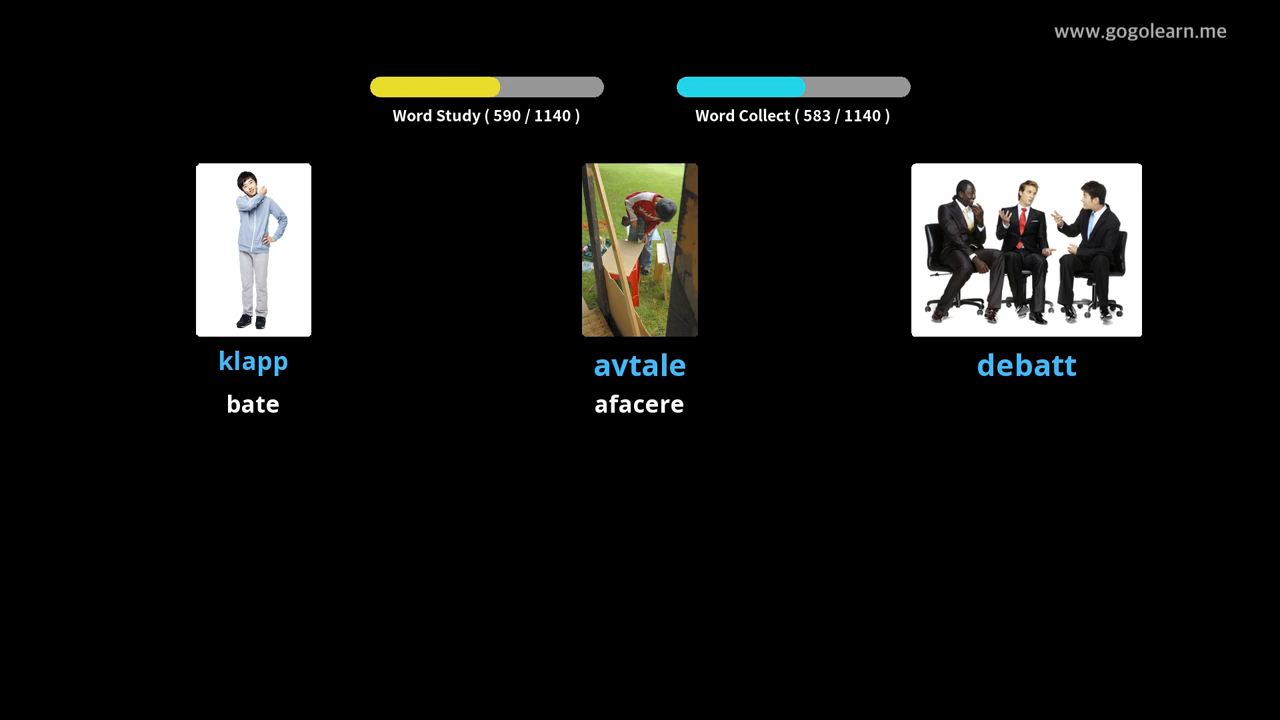 www.gogolearn.me
Word Study ( 590 / 1140 )
Word Collect ( 583 / 1140 )
klapp
avtale
debatt
bate
afacere